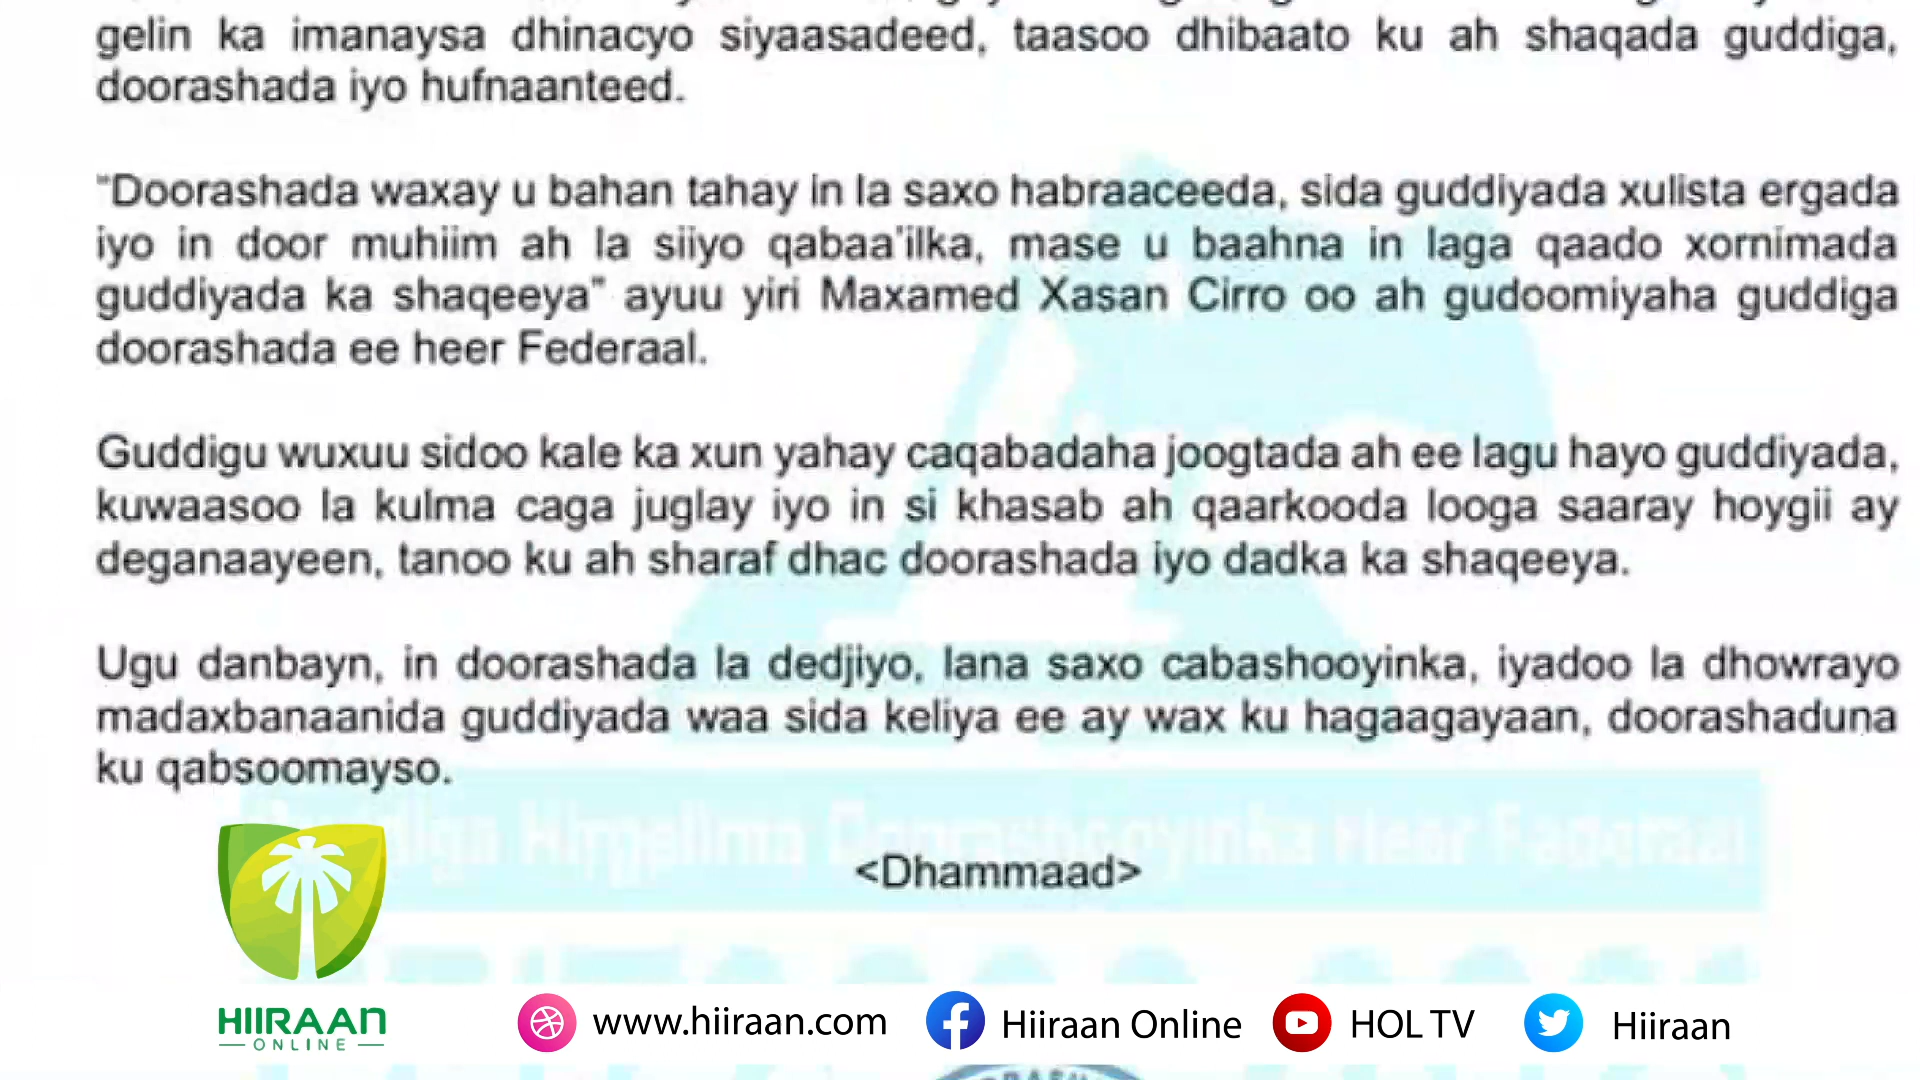 gelin ka imanaysa dhinacyo siyaasadeed, taasoo dhibaato ku ah shaqada guddiga,
doorashada iyo hufnaanteed.
"Doorashada waxay u bahan tahay in la saxo habraaceeda, sida guddiyada xulista ergada
iyo in door muhiim ah la siiyo qabaa'ilka, mase u baahna in laga qaado xornimada
guddiyada ka shaqeeya" ayuu yiri Maxamed Xasan Cirro oo ah gudoomiyaha guddiga
doorashada ee heer Federaal.
Guddigu wuxuu sidoo kale ka xun yahay caqabadaha joogtada ah ee lagu hayo guddiyada,
kuwaasoo la kulma caga juglay iyo in si khasab ah qaarkooda looga saaray hoygii ay
deganaayeen, tanoo ku ah sharaf dhac doorashada iyo dadka ka shaqeeya.
Ugu danbayn, in doorashada la dedjiyo, lana saxo cabashooyinka, iyadoo la dhowrayo
madaxbanaanida guddiyada waa sida keliya ee ay wax ku hagaagayaan, doorashaduna
ku qabsoomayso.
Hirgelinta Doorashooyinka Heer Federaal
<Dhammaad>
HIIRAAN
ONLINE
www.hiiraan.com
Hiiraan Online
HOL TV
Hiiraan